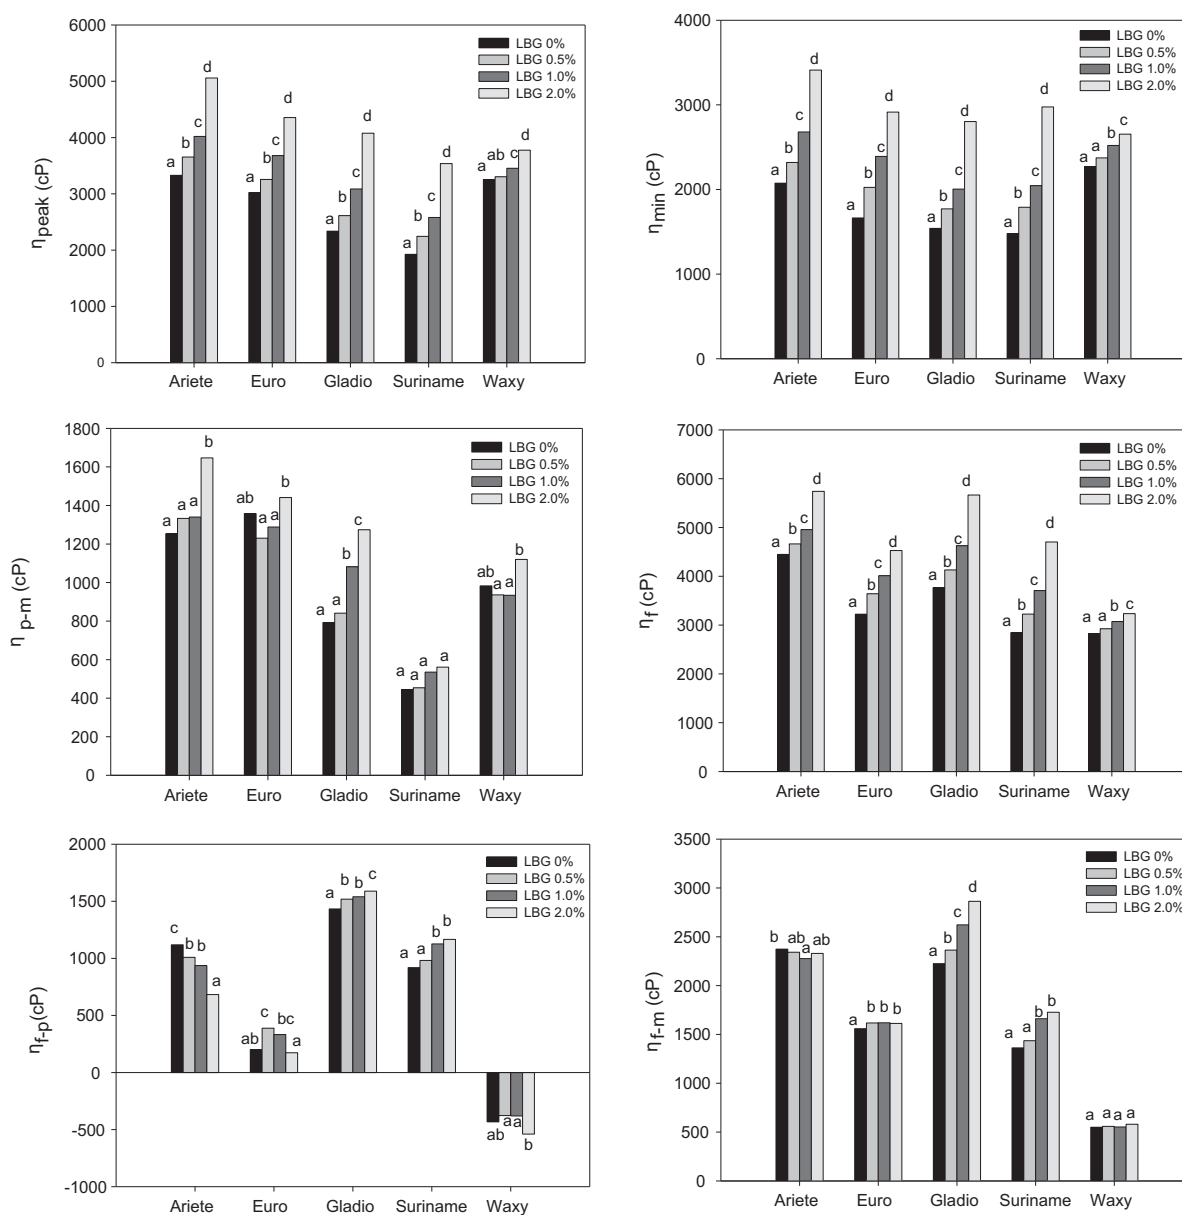 6000
5000
4000
3000
2000
1000
0
η peak (cP)
LBG 0%
LBG 0.5%
LBG 1.0%
LBG 2.0%
a b c d
a b c d
a b c d
a b c d
a ab c d
Ariete Euro Gladio Suriname Waxy
4000
3000
2000
1000
0
η min (cP)
LBG 0%
LBG 0.5%
LBG 1.0%
LBG 2.0%
a b c d
a b c d
a b c d
a b c d
a a b c
Ariete Euro Gladio Suriname Waxy
1800
1600
1400
1200
1000
800
600
400
200
0
η p-m (cP)
LBG 0%
LBG 0.5%
LBG 1.0%
LBG 2.0%
a a a b
ab a a b
a a b c
a a a a
ab a a b
Ariete Euro Gladio Suriname Waxy
7000
6000
5000
4000
3000
2000
1000
0
η f (cP)
LBG 0%
LBG 0.5%
LBG 1.0%
LBG 2.0%
a b c d
a b c d
a b c d
a b c d
a a b c
Ariete Euro Gladio Suriname Waxy
2000
1500
1000
500
0
-500
-1000
η f-p (cP)
LBG 0%
LBG 0.5%
LBG 1.0%
LBG 2.0%
c b b a
ab c bc a
a b b c
a a b b
ab a a b
Ariete Euro Gladio Suriname Waxy
3500
3000
2500
2000
1500
1000
500
0
η f-m (cP)
LBG 0%
LBG 0.5%
LBG 1.0%
LBG 2.0%
b ab a ab
a b b b
a b c d
a a b b
a a a a
Ariete Euro Gladio Suriname Waxy